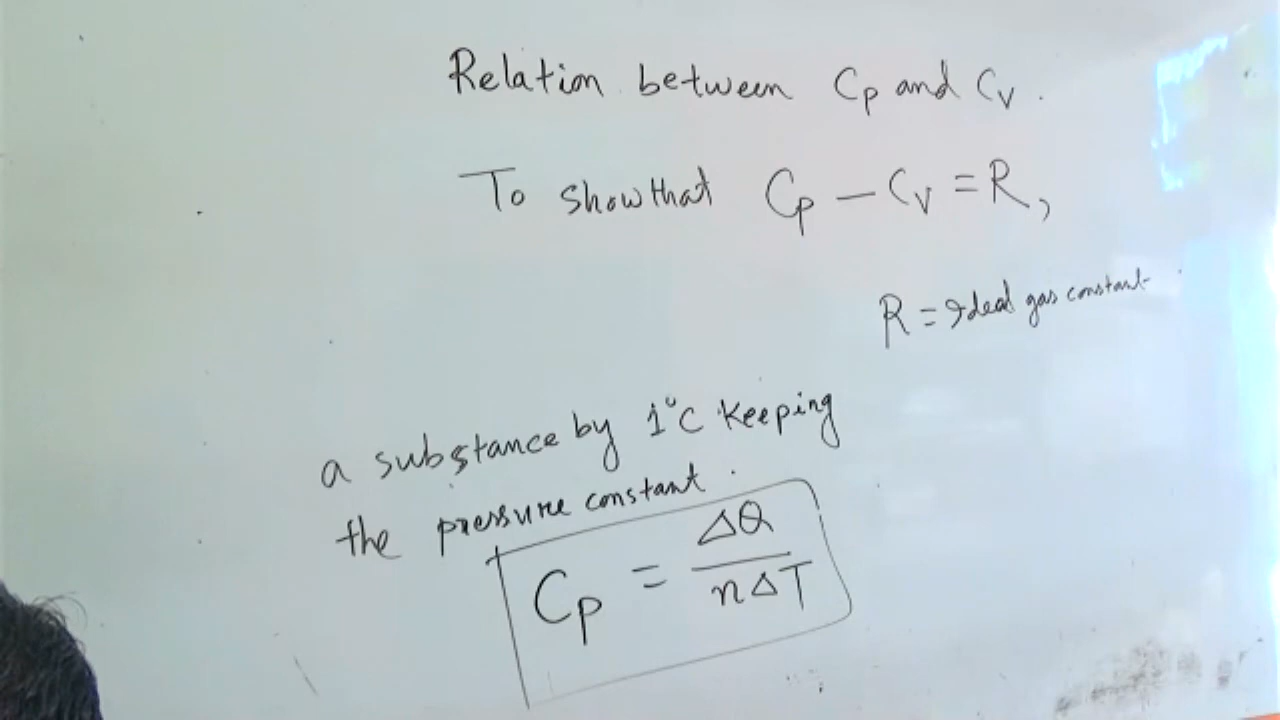 Relation between Cp and Cv.
To show that Cp — Cv = R,
R = Ideal gas constant
a substance by 1°C keeping
the pressure constant.
Cp = ΔQ / nΔT